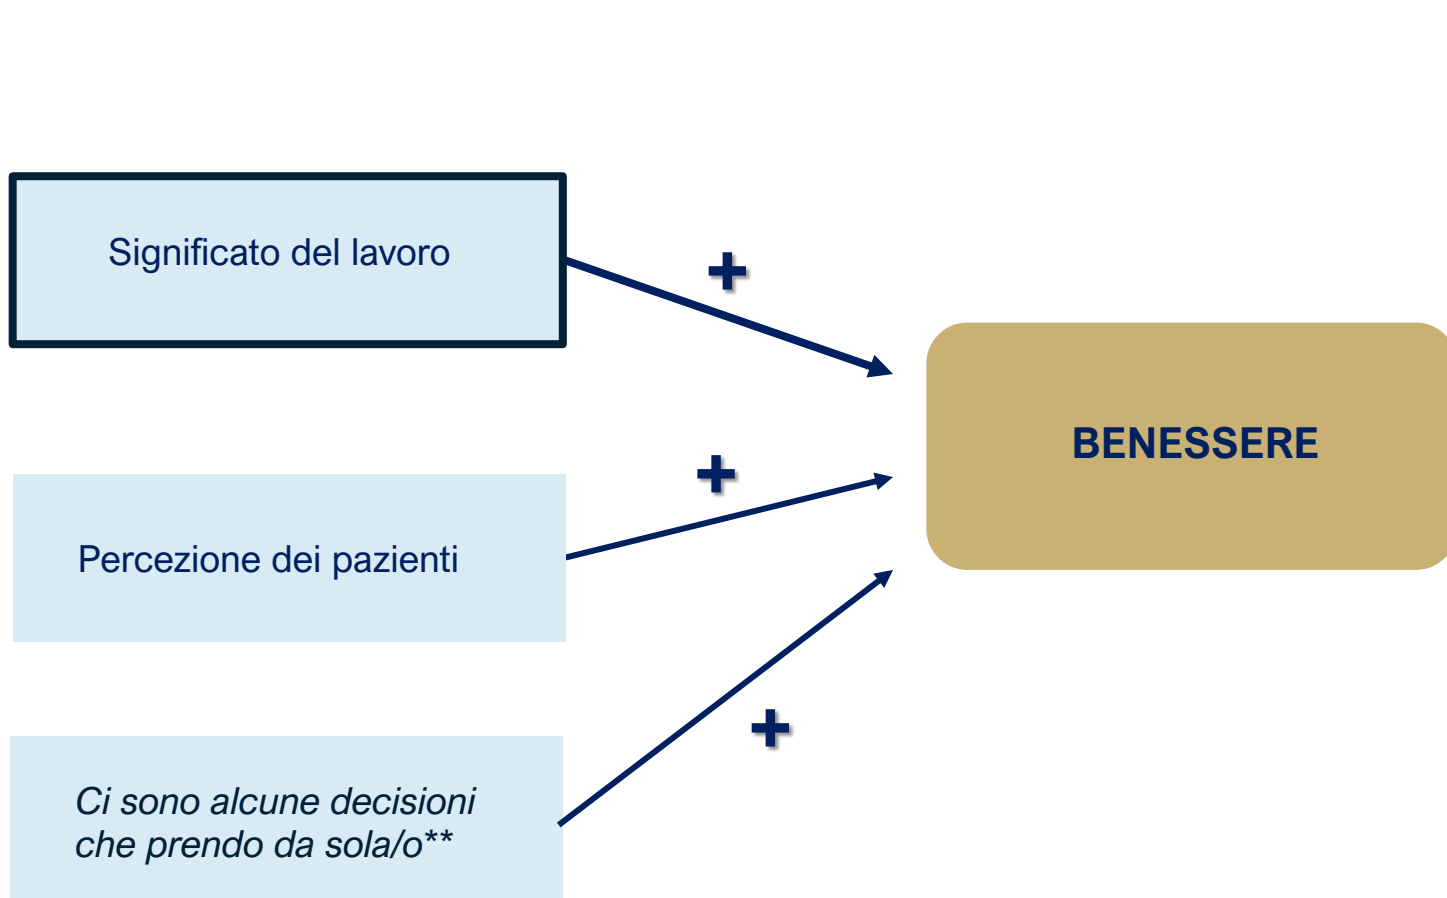 Significato del lavoro
+
+
BENESSERE
Percezione dei pazienti
+
Ci sono alcune decisioni
che prendo da sola/o**